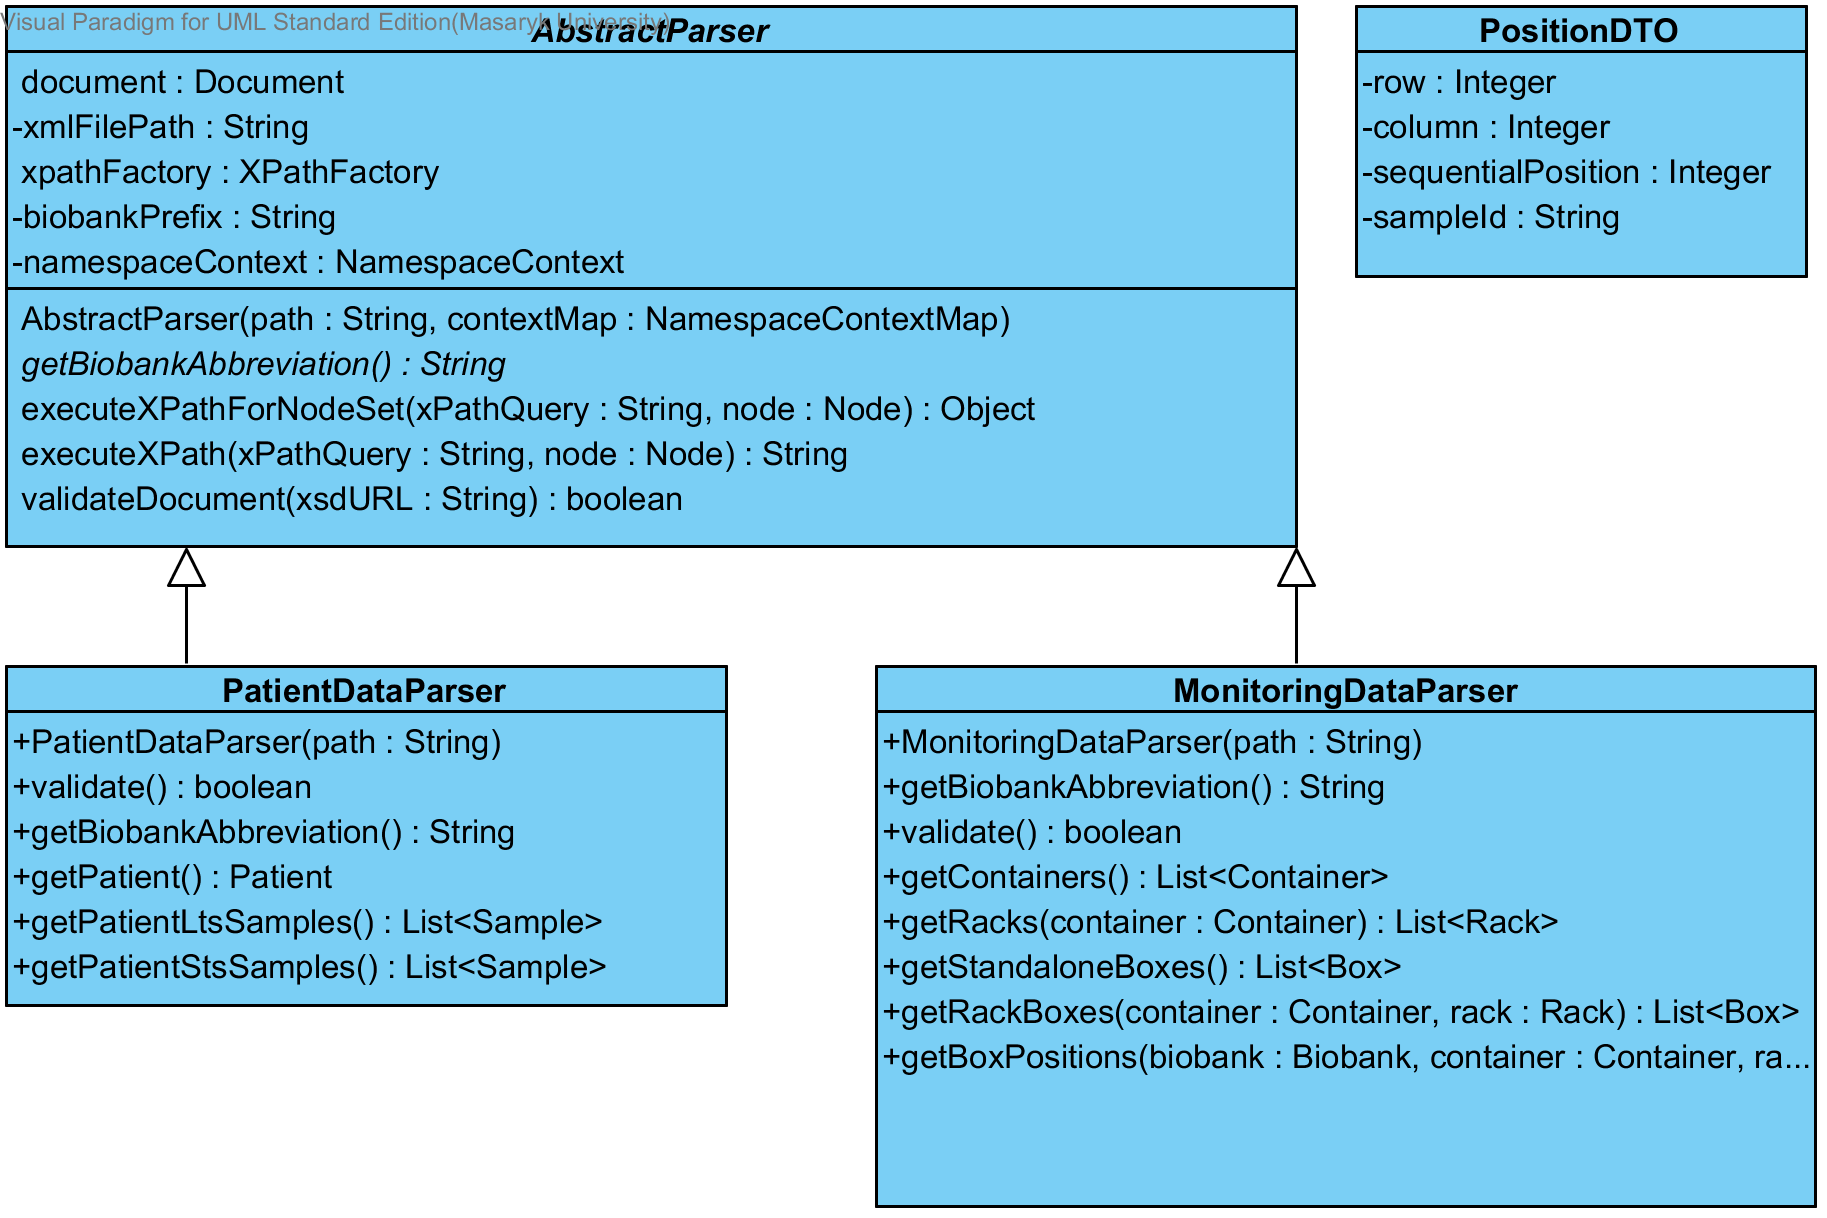 Visual Paradigm for UML Standard Edition(Masaryk University)
AbstractParser
document : Document
-xmlFilePath : String
xpathFactory : XPathFactory
-biobankPrefix : String
-namespaceContext : NamespaceContext
AbstractParser(path : String, contextMap : NamespaceContextMap)
getBiobankAbbreviation() : String
executeXPathForNodeSet(xPathQuery : String, node : Node) : Object
executeXPath(xPathQuery : String, node : Node) : String
validateDocument(xsdURL : String) : boolean
PositionDTO
-row : Integer
-column : Integer
-sequentialPosition : Integer
-sampleId : String
PatientDataParser
+PatientDataParser(path : String)
+validate() : boolean
+getBiobankAbbreviation() : String
+getPatient() : Patient
+getPatientLtsSamples() : List<Sample>
+getPatientStsSamples() : List<Sample>
MonitoringDataParser
+MonitoringDataParser(path : String)
+getBiobankAbbreviation() : String
+validate() : boolean
+getContainers() : List<Container>
+getRacks(container : Container) : List<Rack>
+getStandaloneBoxes() : List<Box>
+getRackBoxes(container : Container, rack : Rack) : List<Box>
+getBoxPositions(biobank : Biobank, container : Container, ra...